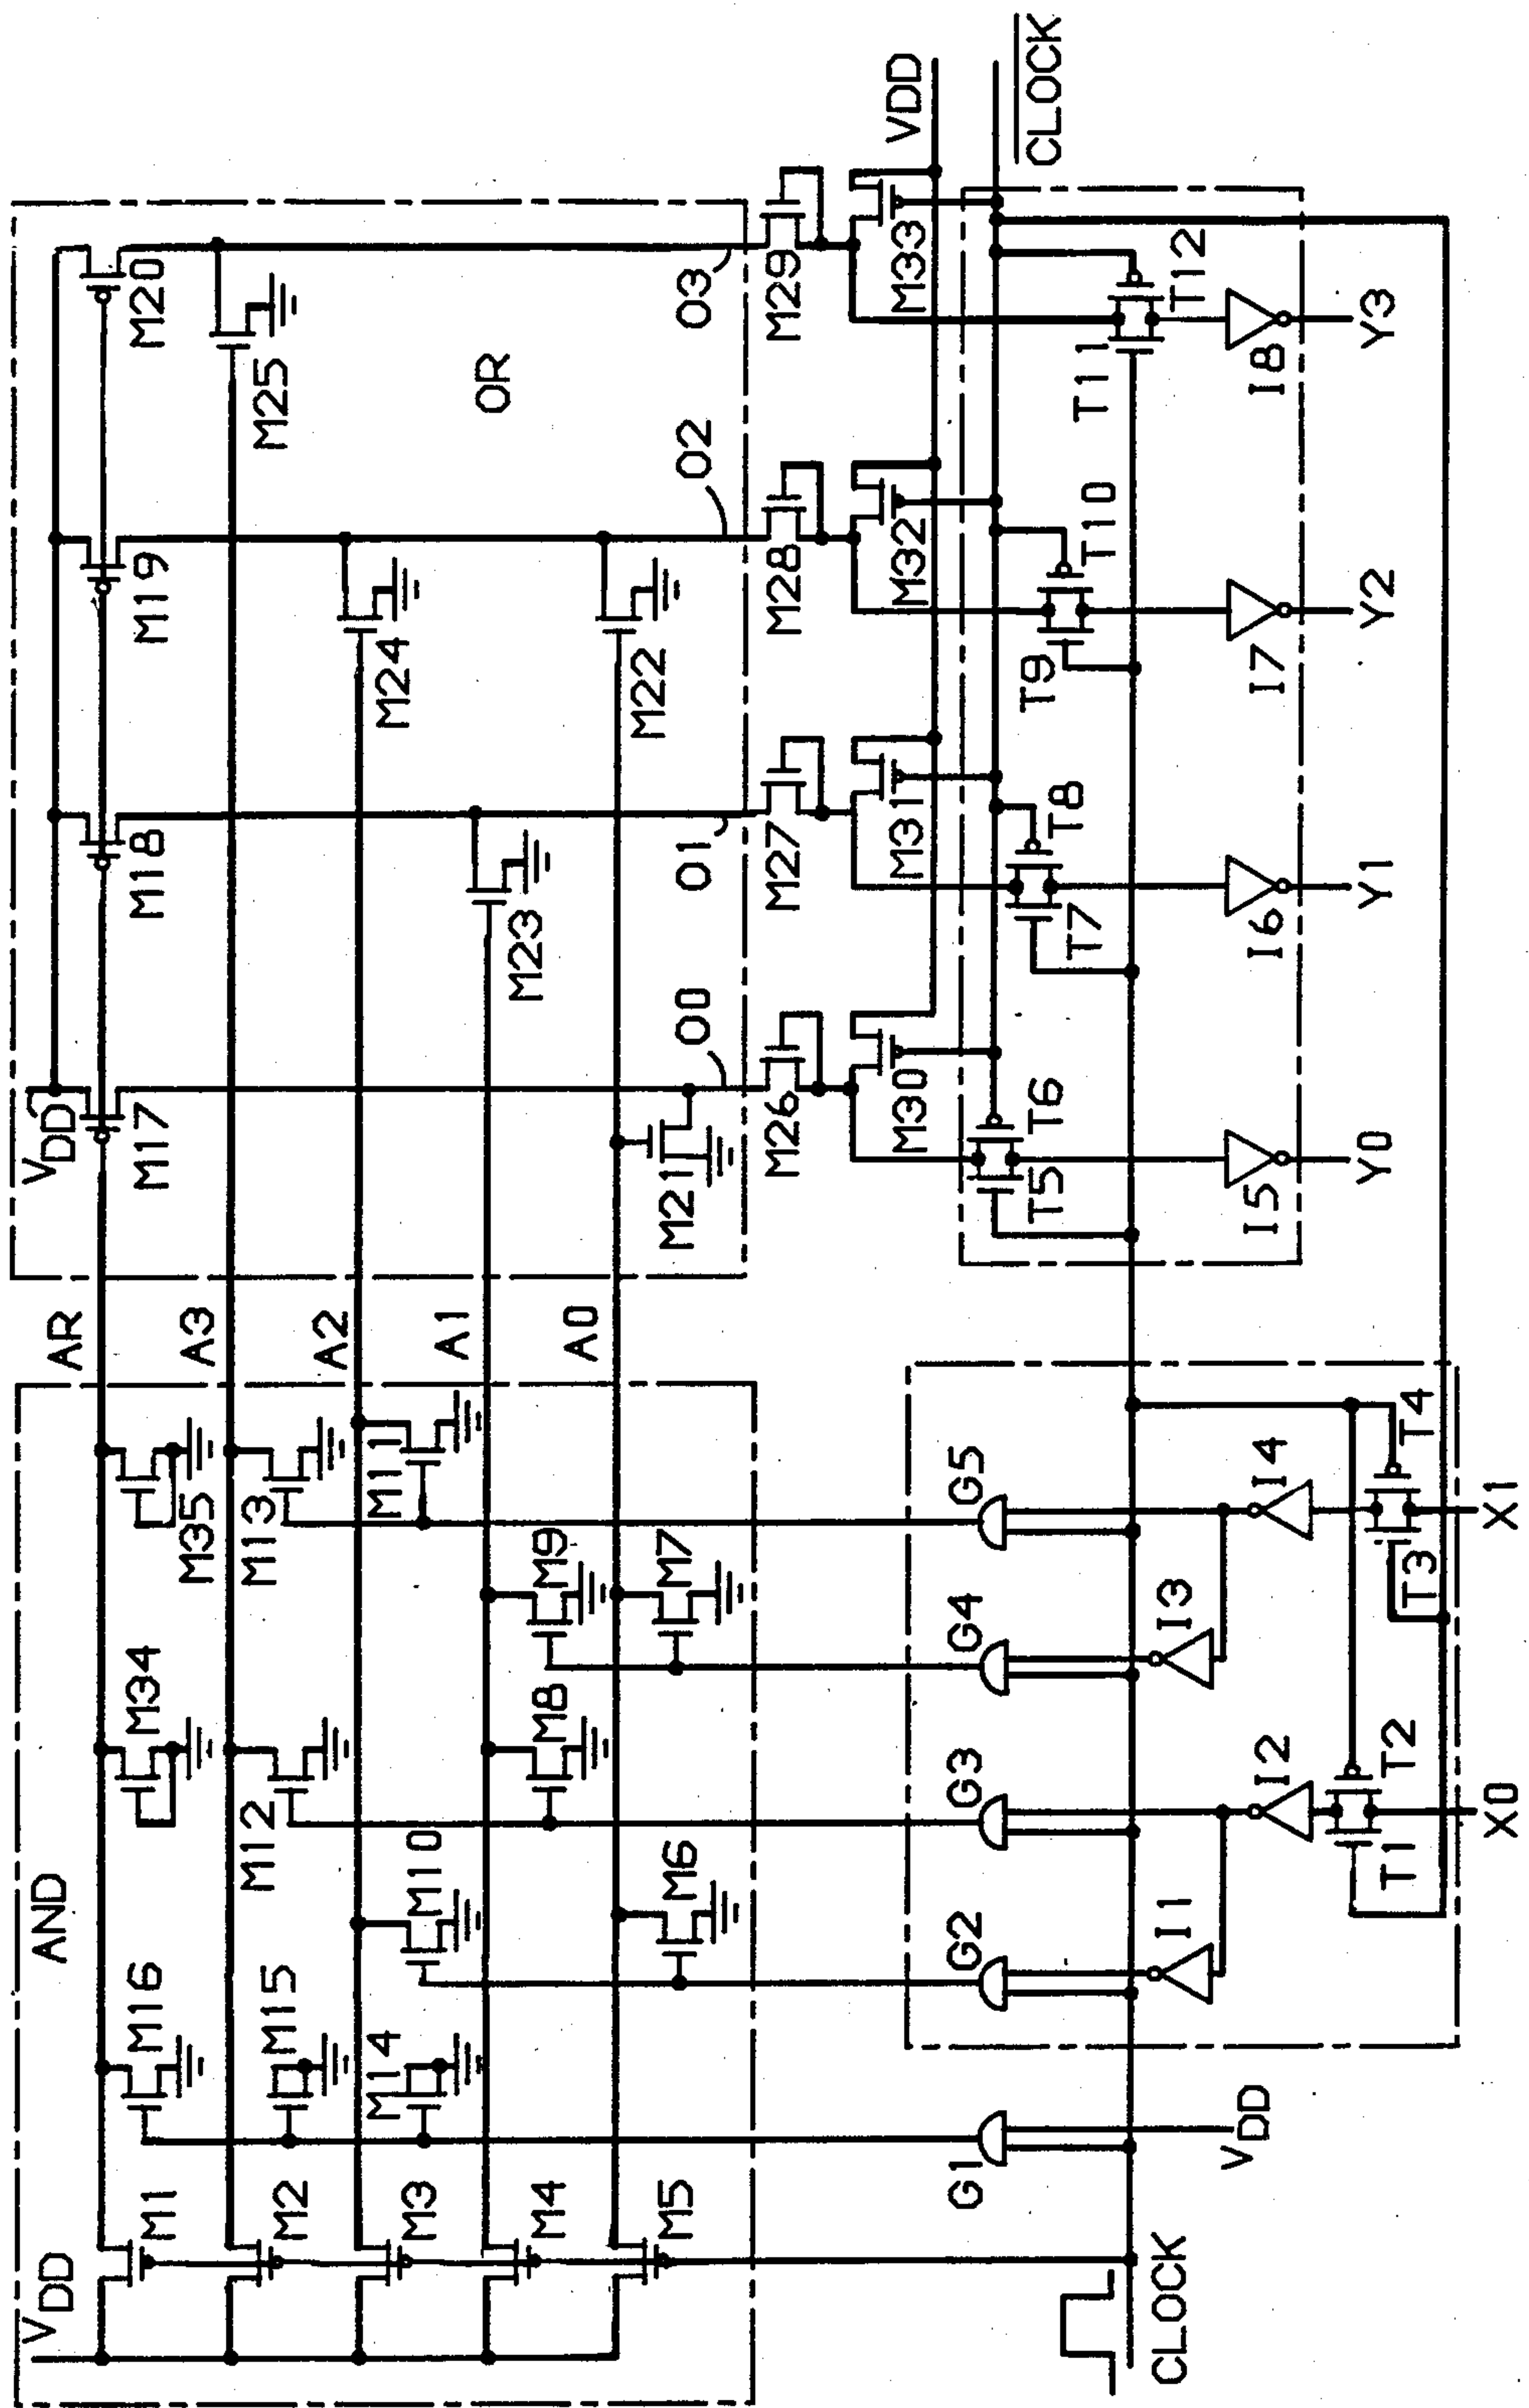 VDD
AND
AR
VDD
M1
M16
M34
M35
M17
M18
M19
M20
M2
M15
M12
M13
A3
M25
M3
M14
M10
M11
A2
M24
OR
M4
M8
M9
A1
M23
M5
M6
M7
A0
M21
M22
O0
O1
O2
O3
M26
M27
M28
M29
M30
M31
M32
M33
VDD
CLOCK
G1
G2
G3
G4
G5
T5
T6
T7
T8
T9
T10
T11
T12
CLOCK
VDD
I1
I2
I3
I4
I5
I6
I7
I8
T1
T2
T3
T4
Y0
Y1
Y2
Y3
X0
X1